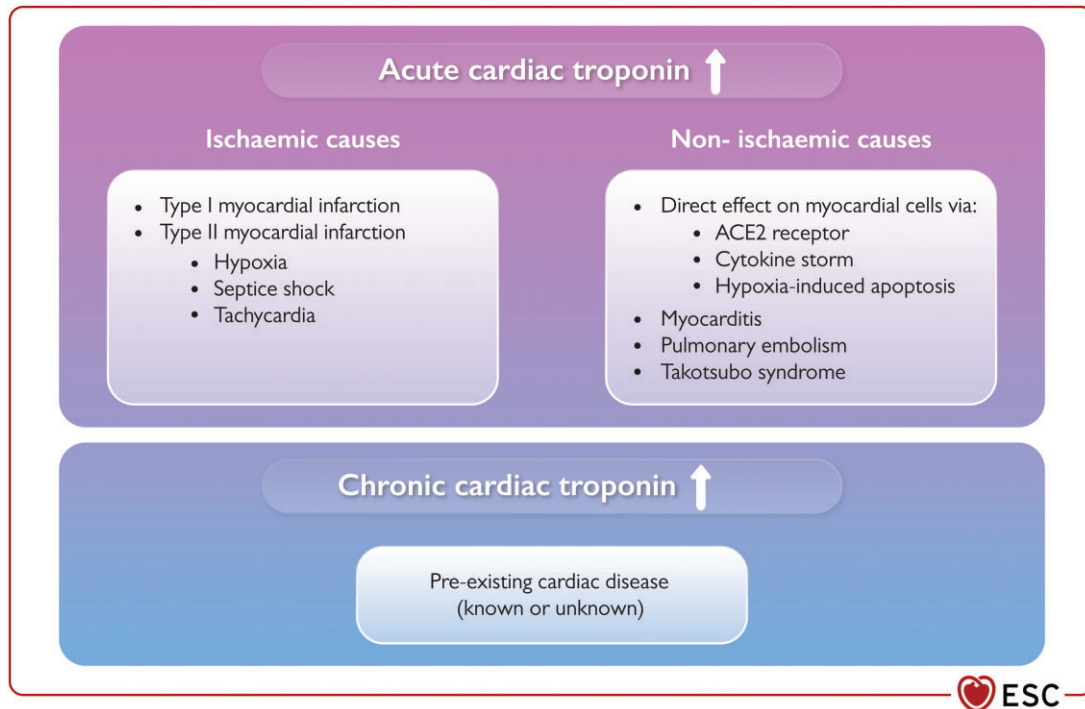 Acute cardiac troponin
Ischaemic causes
• Type I myocardial infarction
• Type II myocardial infarction
• Hypoxia
• Septice shock
• Tachycardia
Non- ischaemic causes
• Direct effect on myocardial cells via:
• ACE2 receptor
• Cytokine storm
• Hypoxia-induced apoptosis
• Myocarditis
• Pulmonary embolism
• Takotsubo syndrome
Chronic cardiac troponin
Pre-existing cardiac disease
(known or unknown)
ESC